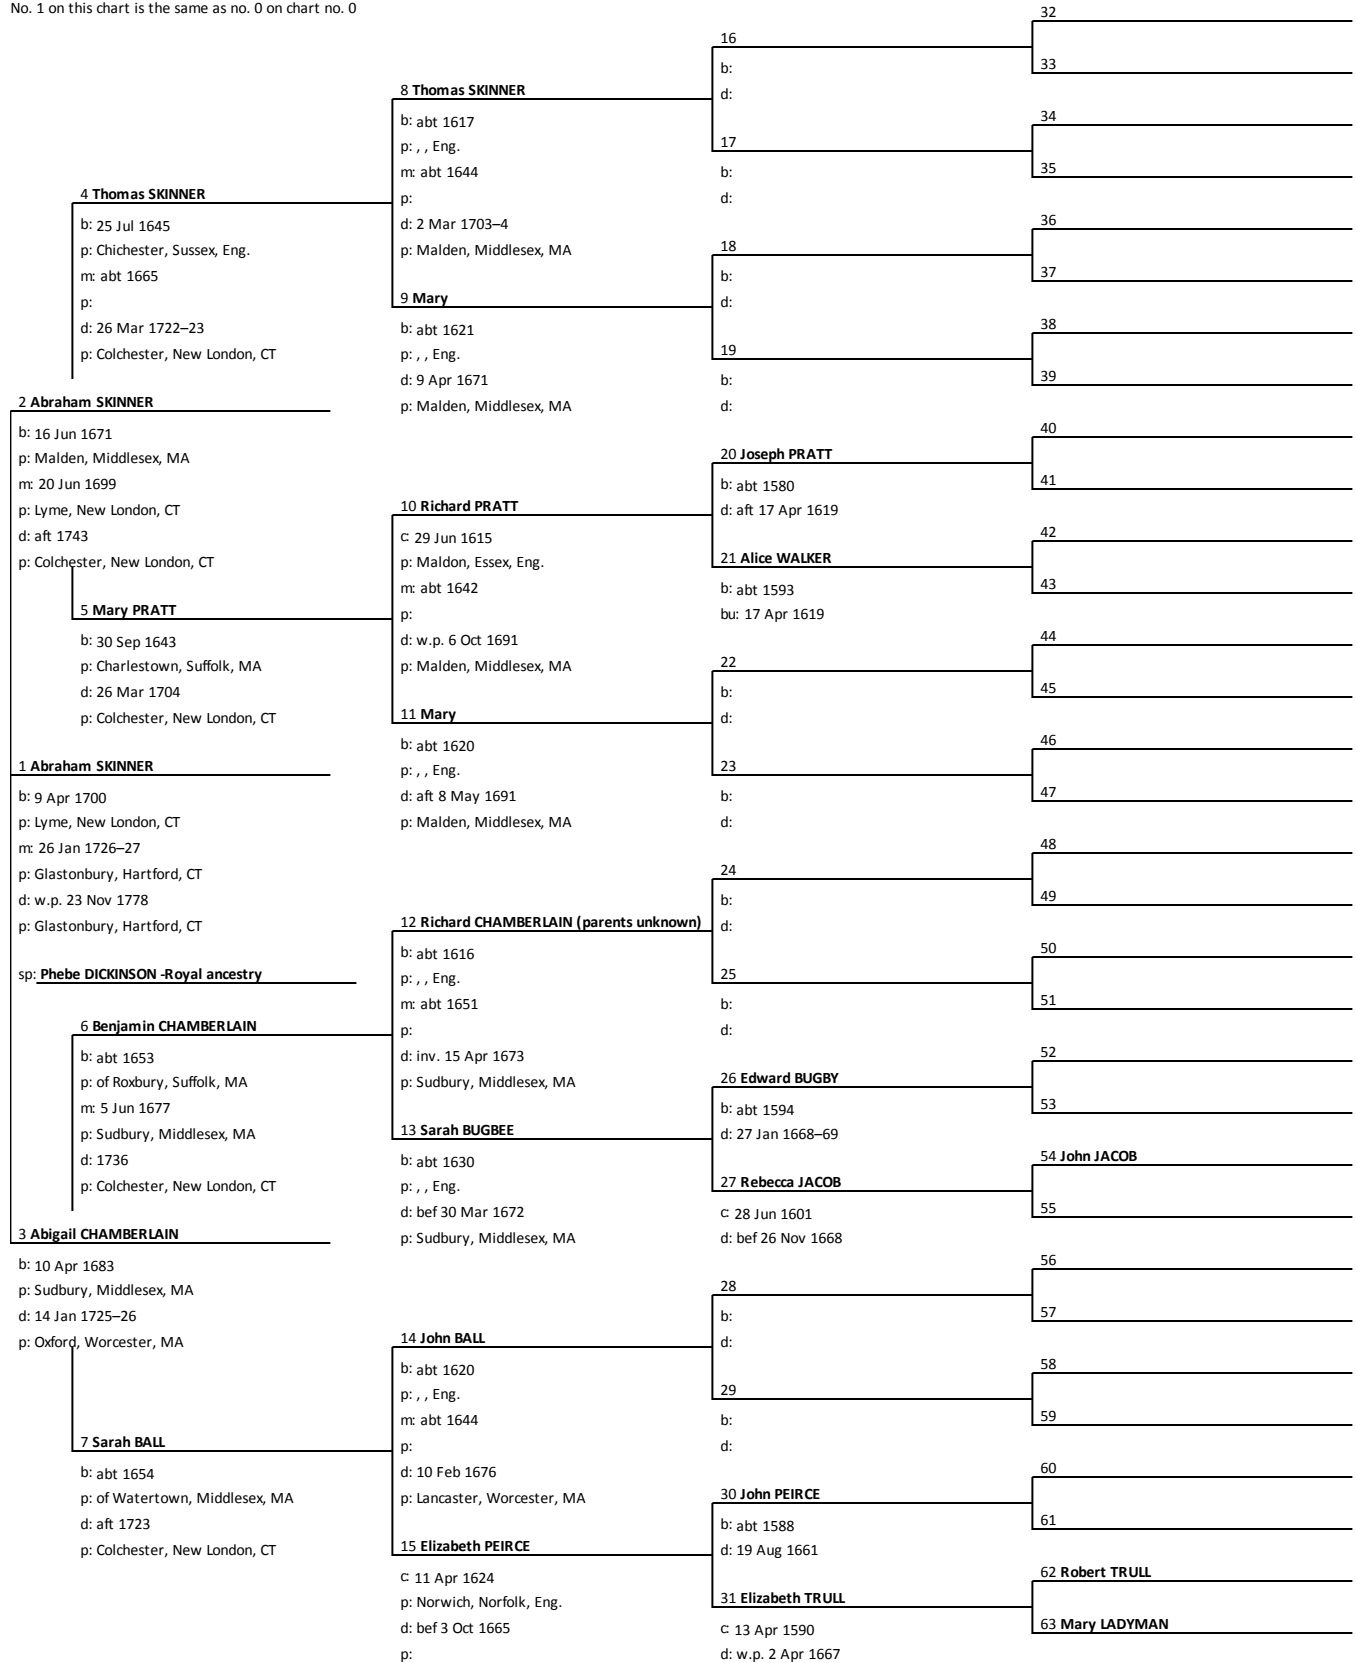 No. 1 on this chart is the same as no. 0 on chart no. 0
2 Abraham SKINNER
b: 16 Jun 1671
p: Malden, Middlesex, MA
m: 20 Jun 1699
p: Lyme, New London, CT
d: aft 1743
p: Colchester, New London, CT
1 Abraham SKINNER
b: 9 Apr 1700
p: Lyme, New London, CT
m: 26 Jan 1726–27
p: Glastonbury, Hartford, CT
d: w.p. 23 Nov 1778
p: Glastonbury, Hartford, CT
sp: Phebe DICKINSON -Royal ancestry
3 Abigail CHAMBERLAIN
b: 10 Apr 1683
p: Sudbury, Middlesex, MA
d: 14 Jan 1725–26
p: Oxford, Worcester, MA
4 Thomas SKINNER
b: 25 Jul 1645
p: Chichester, Sussex, Eng.
m: abt 1665
p:
d: 26 Mar 1722–23
p: Colchester, New London, CT
5 Mary PRATT
b: 30 Sep 1643
p: Charlestown, Suffolk, MA
d: 26 Mar 1704
p: Colchester, New London, CT
6 Benjamin CHAMBERLAIN
b: abt 1653
p: of Roxbury, Suffolk, MA
m: 5 Jun 1677
p: Sudbury, Middlesex, MA
d: 1736
p: Colchester, New London, CT
7 Sarah BALL
b: abt 1654
p: of Watertown, Middlesex, MA
d: aft 1723
p: Colchester, New London, CT
8 Thomas SKINNER
b: abt 1617
p: , , Eng.
m: abt 1644
p:
d: 2 Mar 1703–4
p: Malden, Middlesex, MA
9 Mary
b: abt 1621
p: , , Eng.
d: 9 Apr 1671
p: Malden, Middlesex, MA
10 Richard PRATT
c: 29 Jun 1615
p: Maldon, Essex, Eng.
m: abt 1642
p:
d: w.p. 6 Oct 1691
p: Malden, Middlesex, MA
11 Mary
b: abt 1620
p: , , Eng.
d: aft 8 May 1691
p: Malden, Middlesex, MA
12 Richard CHAMBERLAIN (parents unknown)
b: abt 1616
p: , , Eng.
m: abt 1651
p:
d: inv. 15 Apr 1673
p: Sudbury, Middlesex, MA
13 Sarah BUGBEE
b: abt 1630
p: , , Eng.
d: bef 30 Mar 1672
p: Sudbury, Middlesex, MA
14 John BALL
b: abt 1620
p: , , Eng.
m: abt 1644
p:
d: 10 Feb 1676
p: Lancaster, Worcester, MA
15 Elizabeth PEIRCE
c: 11 Apr 1624
p: Norwich, Norfolk, Eng.
d: bef 3 Oct 1665
p:
16
b:
d:
17
b:
d:
18
b:
d:
19
b:
d:
20 Joseph PRATT
b: abt 1580
d: aft 17 Apr 1619
21 Alice WALKER
b: abt 1593
bu: 17 Apr 1619
22
b:
d:
23
b:
d:
24
b:
d:
25
b:
d:
26 Edward BUGBY
b: abt 1594
d: 27 Jan 1668–69
27 Rebecca JACOB
c: 28 Jun 1601
d: bef 26 Nov 1668
28
b:
d:
29
b:
d:
30 John PEIRCE
b: abt 1588
d: 19 Aug 1661
31 Elizabeth TRULL
c: 13 Apr 1590
d: w.p. 2 Apr 1667
32
33
34
35
36
37
38
39
40
41
42
43
44
45
46
47
48
49
50
51
52
53
54 John JACOB
55
56
57
58
59
60
61
62 Robert TRULL
63 Mary LADYMAN